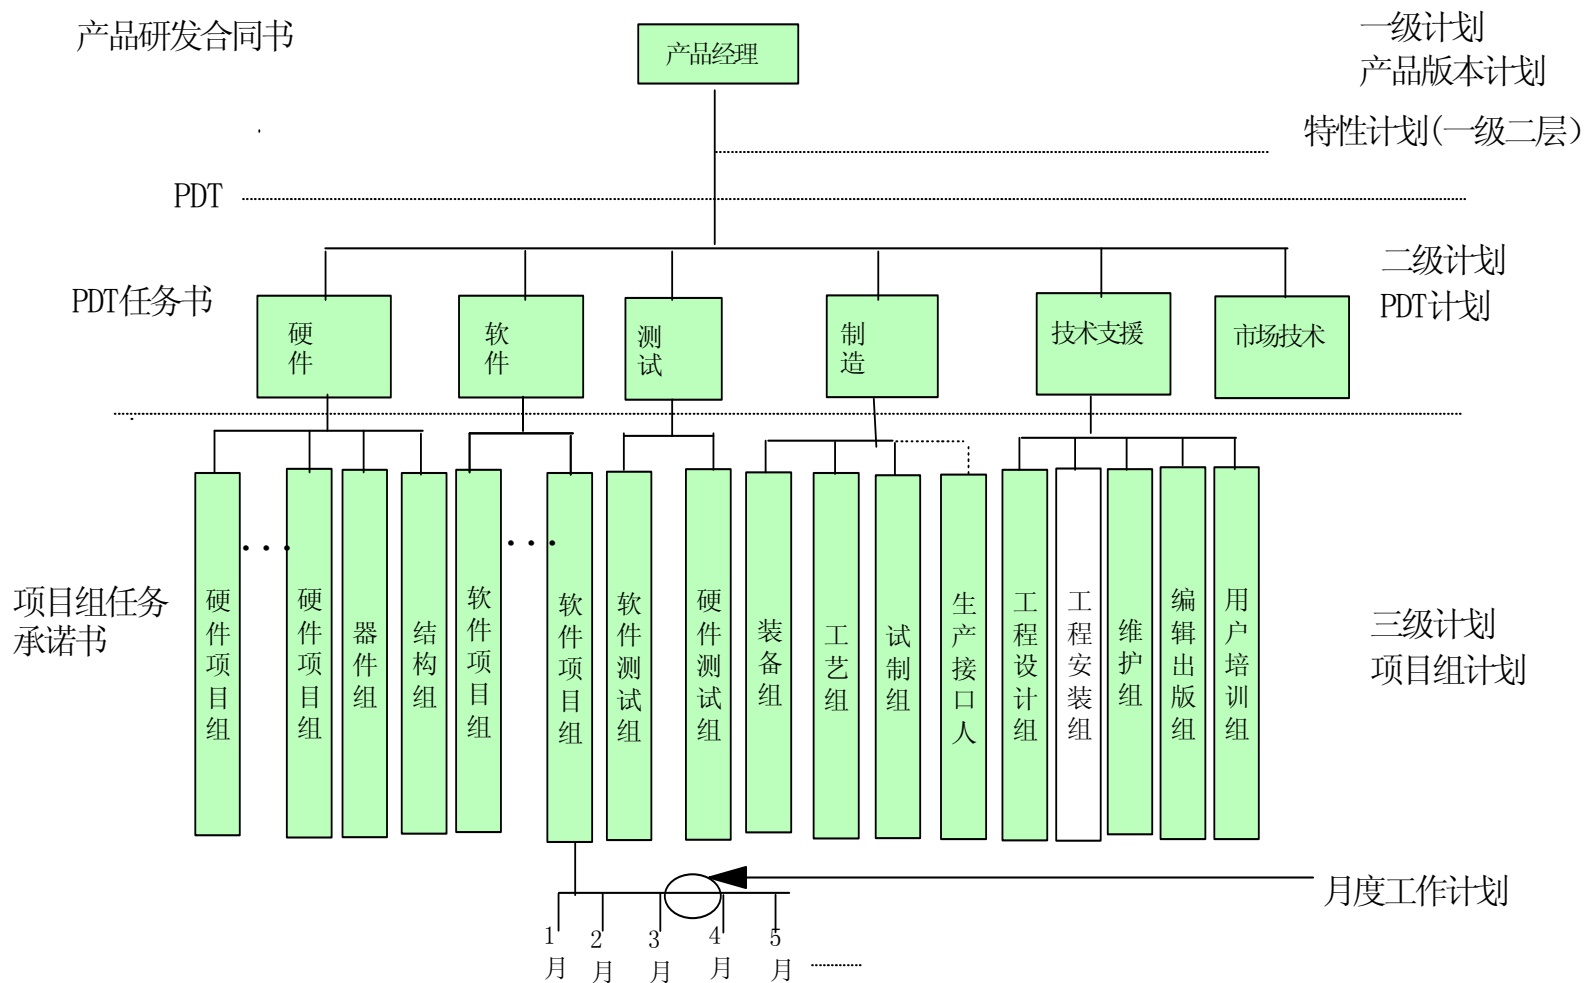 产品研发合同书
产品经理
一级计划
产品版本计划
特性计划(一级二层)
PDT
二级计划
PDT计划
PDT任务书
硬件
软件
测试
制造
技术支援
市场技术
硬件项目组
...
硬件项目组
器件组
结构组
软件项目组
...
软件项目组
软件测试组
硬件测试组
装备组
工艺组
试制组
生产接口人
工程设计组
工程安装组
维护组
编辑出版组
用户培训组
项目组任务
承诺书
三级计划
项目组计划
月度工作计划
1月
2月
3月
4月
5月